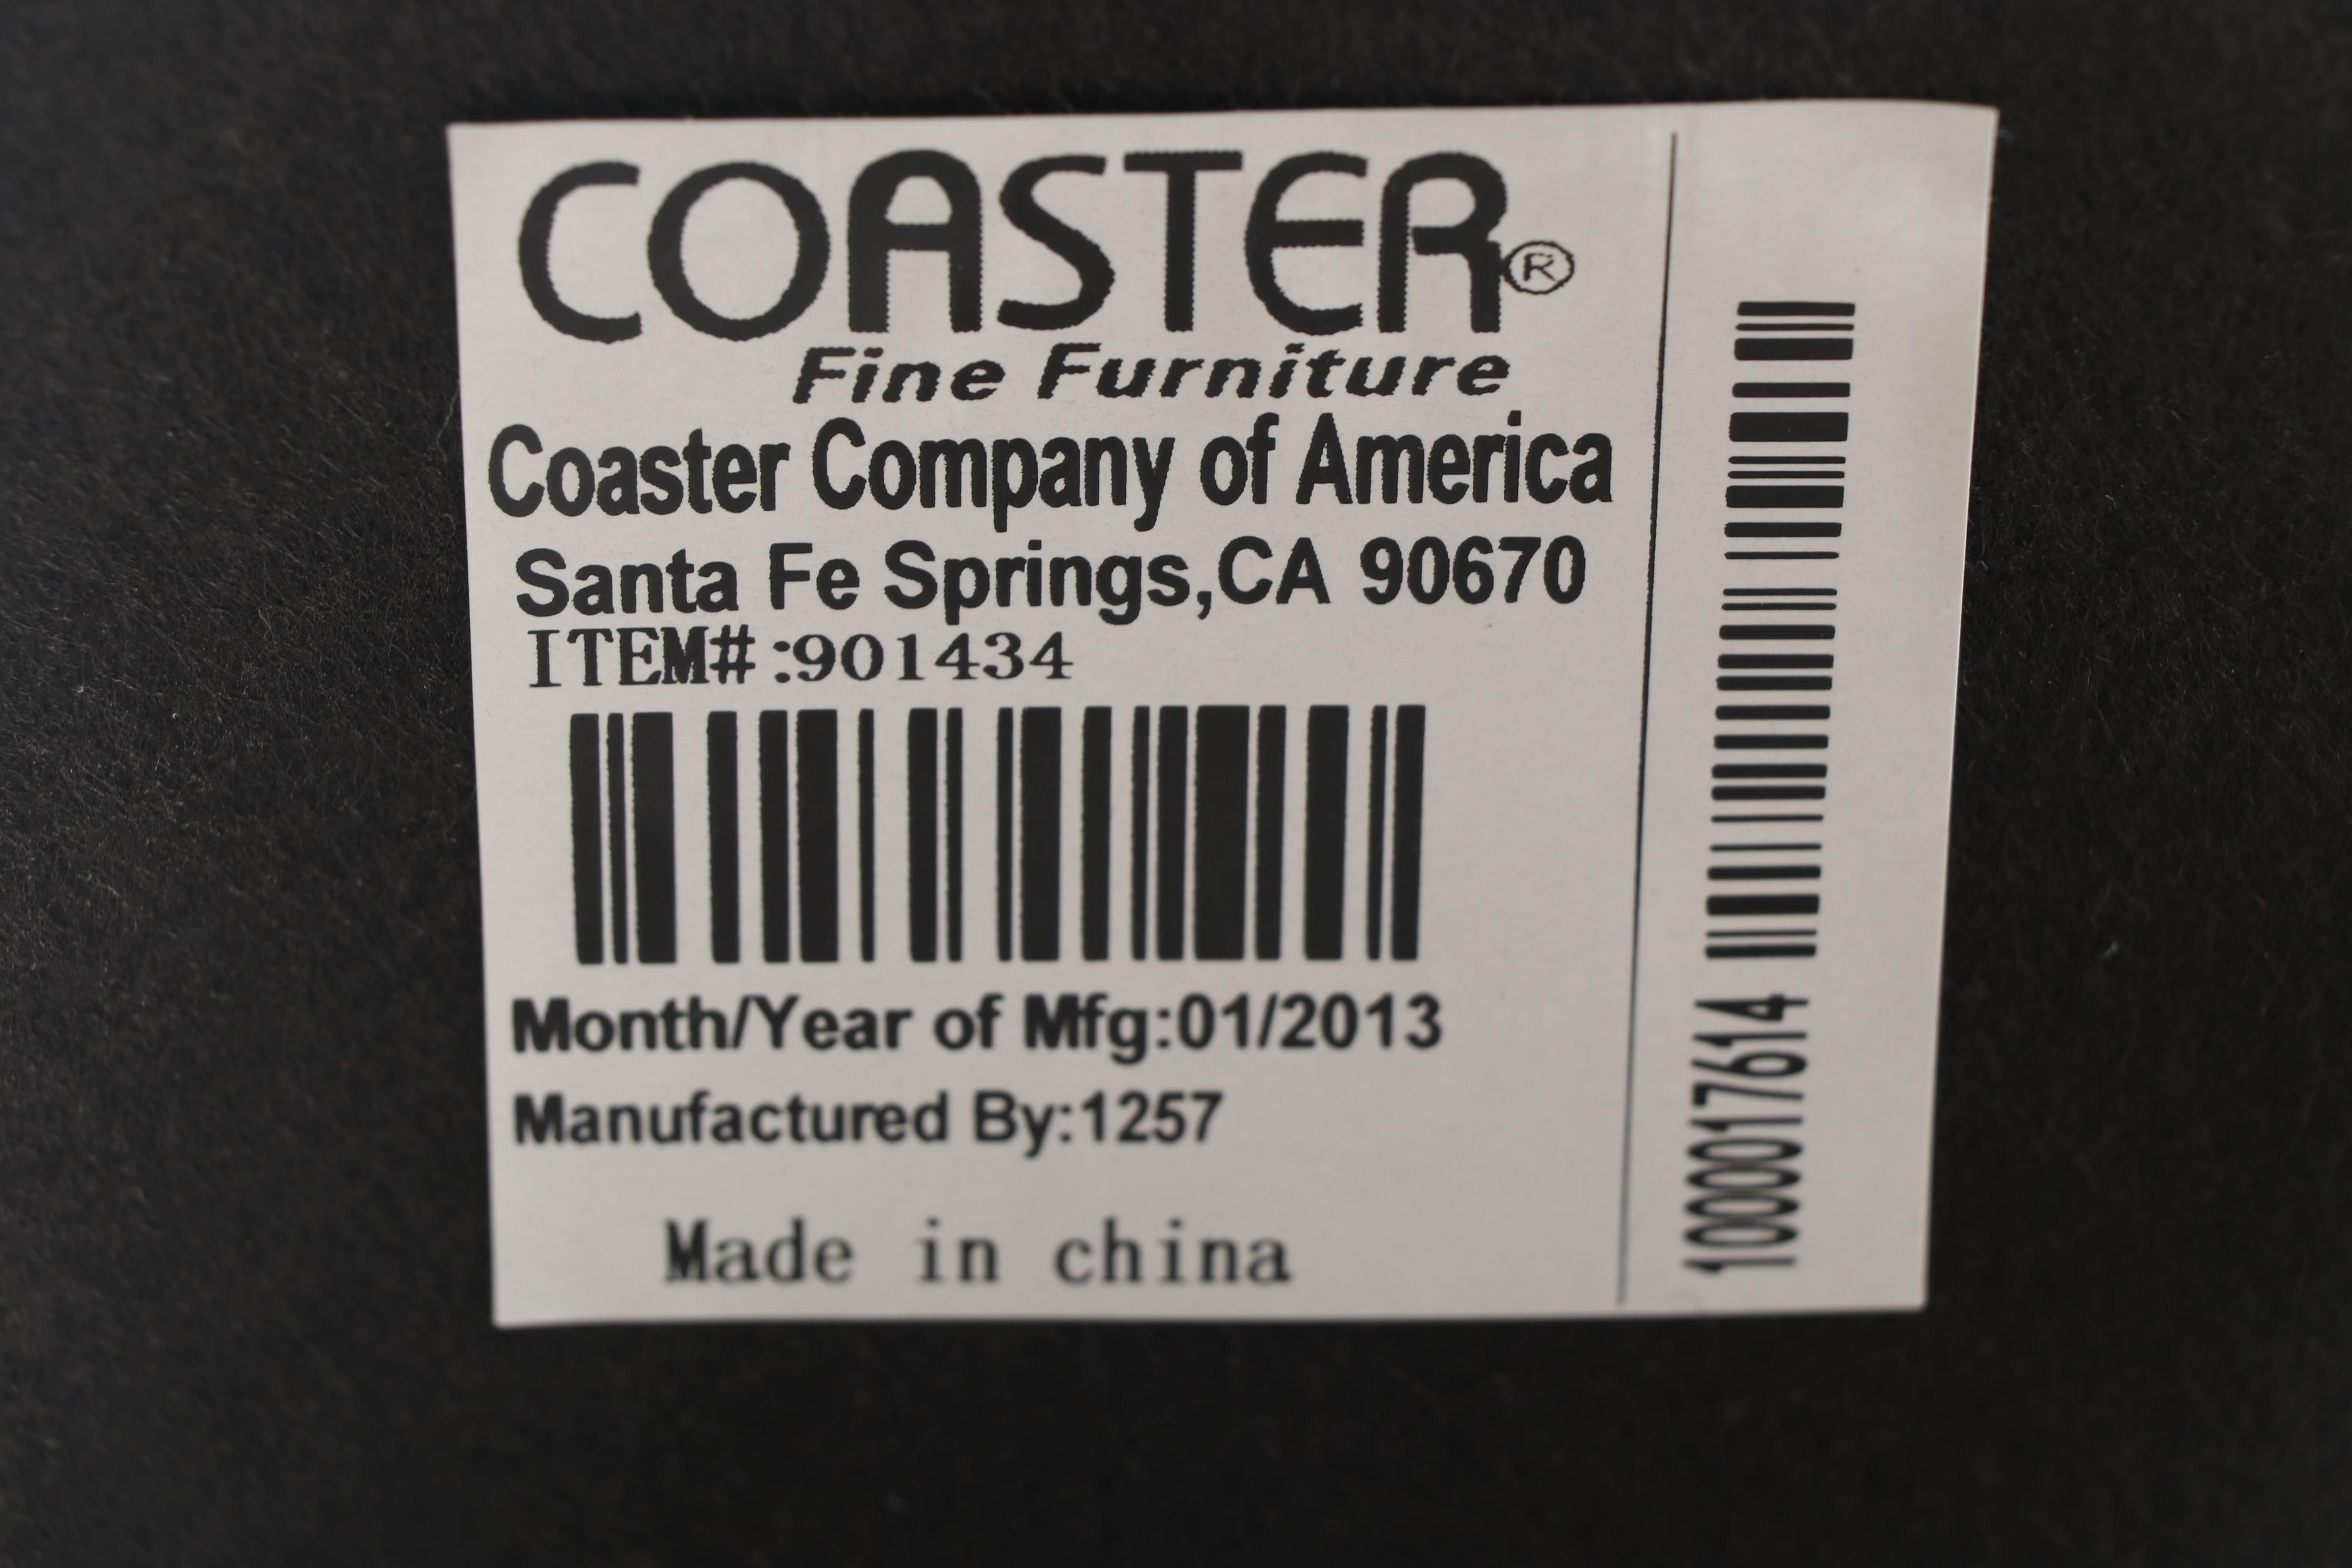 COASTER®
Fine Furniture
Coaster Company of America
Santa Fe Springs,CA 90670
ITEM#:901434
Month/Year of Mfg:01/2013
Manufactured By:1257
Made in china
1000017614